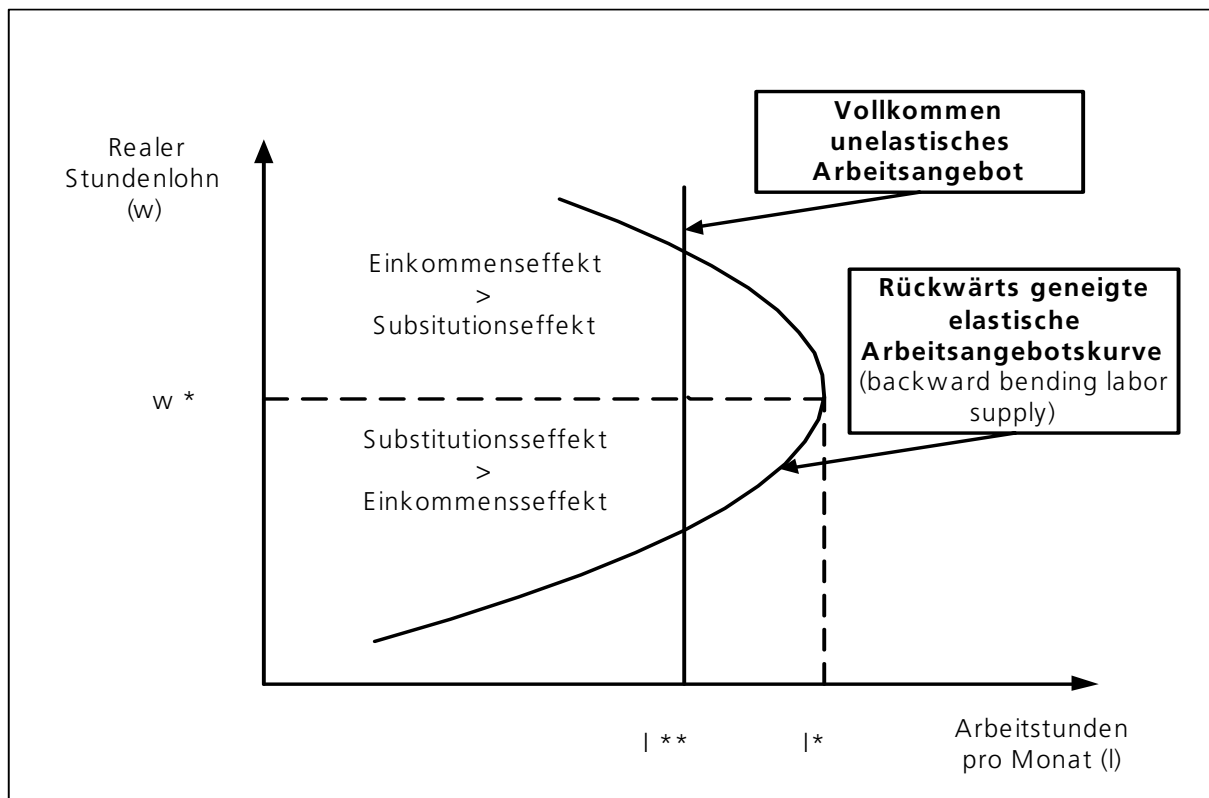 Vollkommen
unelastisches
Arbeitsangebot
Realer
Stundenlohn
(w)
Einkommenseffekt
>
Subsitutionseffekt
Rückwärts geneigte
elastische
Arbeitsangebotskurve
(backward bending labor
supply)
w *
Substitutionsseffekt
>
Einkommensseffekt
l **
l*
Arbeitstunden
pro Monat (l)